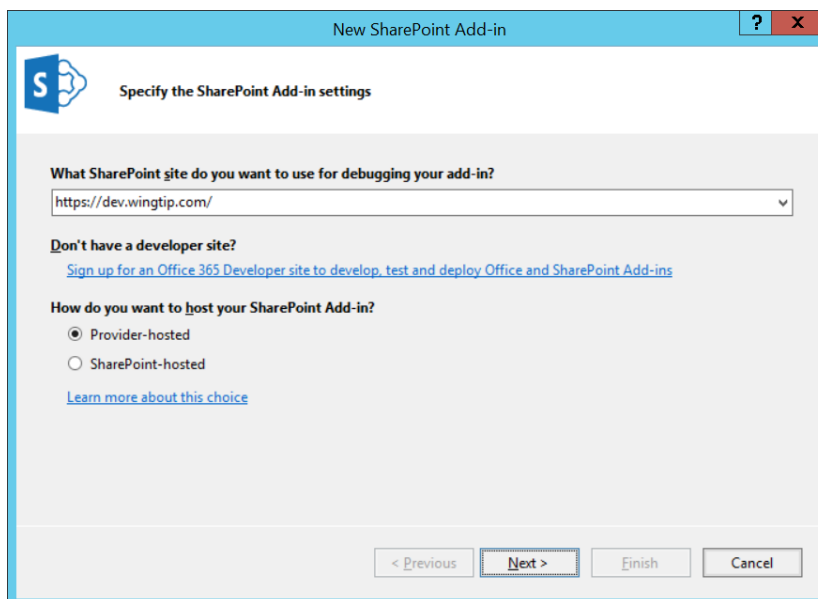 New SharePoint Add-in
? X
S
Specify the SharePoint Add-in settings
What SharePoint site do you want to use for debugging your add-in?
https://dev.wingtip.com/
Don't have a developer site?
Sign up for an Office 365 Developer site to develop, test and deploy Office and SharePoint Add-ins
How do you want to host your SharePoint Add-in?
Provider-hosted
SharePoint-hosted
Learn more about this choice
< Previous Next > Finish Cancel